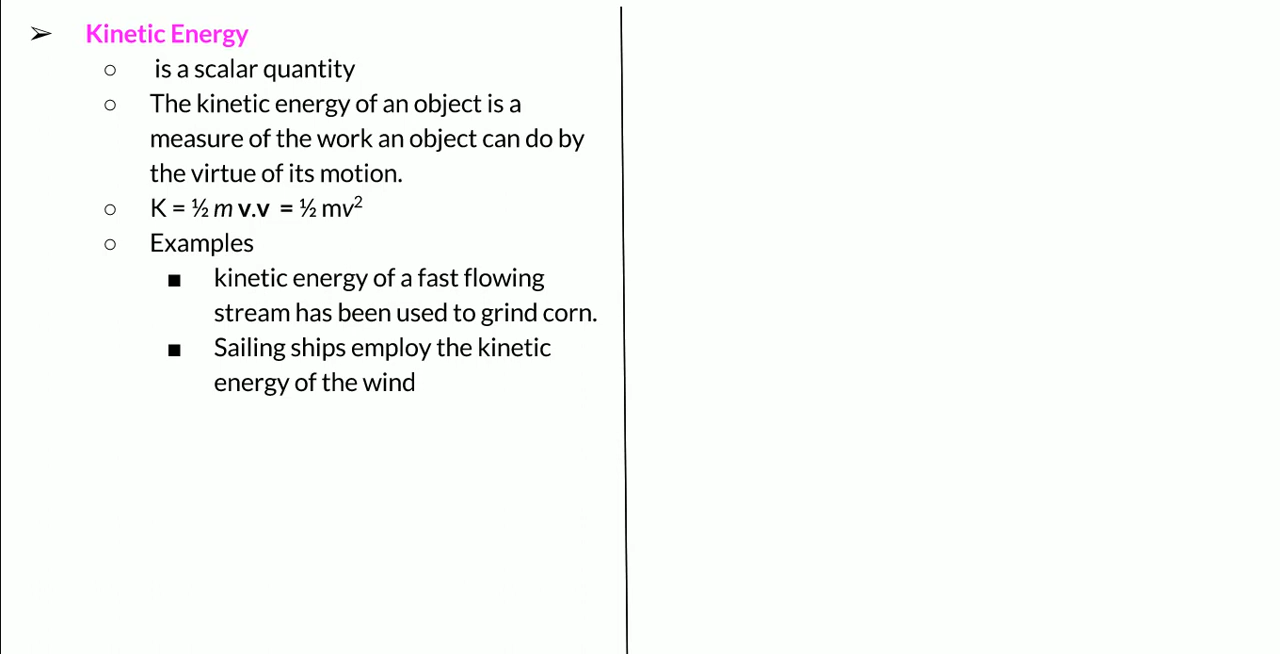 ➢ Kinetic Energy
○ is a scalar quantity
○ The kinetic energy of an object is a
measure of the work an object can do by
the virtue of its motion.
○ K = ½ m v.v = ½ mv²
○ Examples
■ kinetic energy of a fast flowing
stream has been used to grind corn.
■ Sailing ships employ the kinetic
energy of the wind